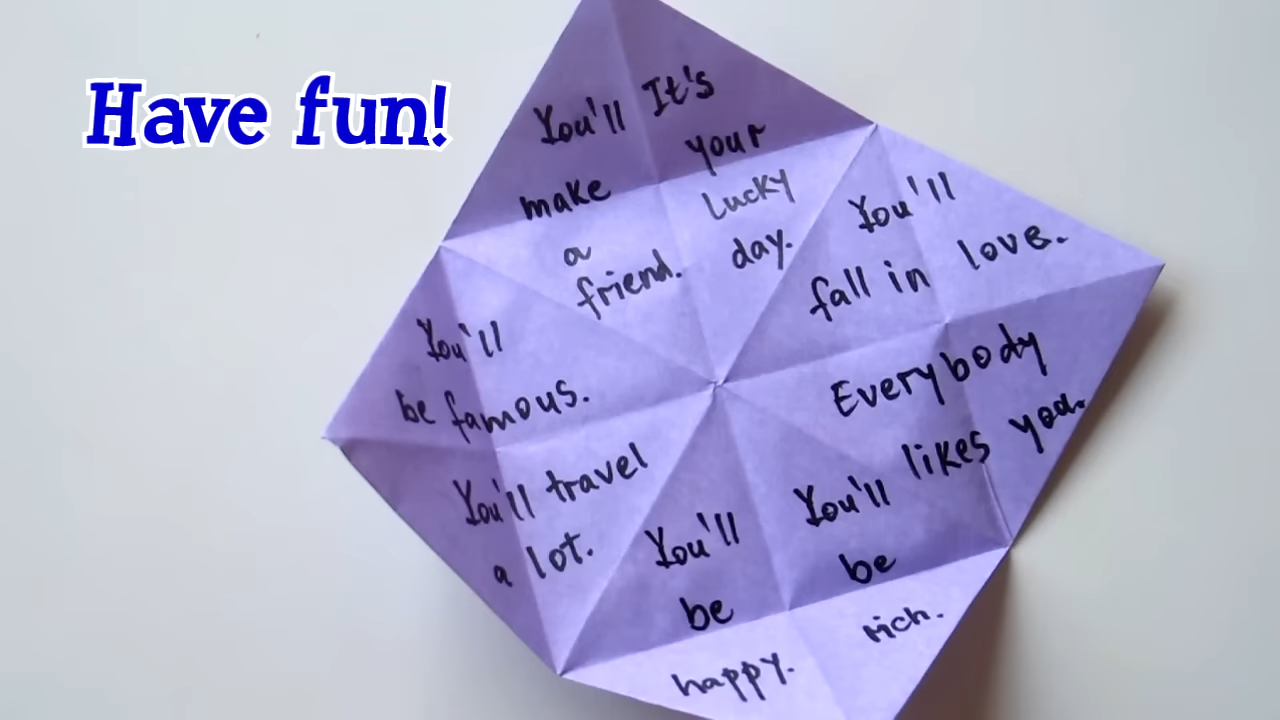 Have fun!
You'll
make
a
friend.
It's
your
lucky
day.
You'll
fall in love.
Everybody
likes you.
You'll
be
rich.
You'll
be
happy.
You'll travel
a lot.
You'll
be famous.